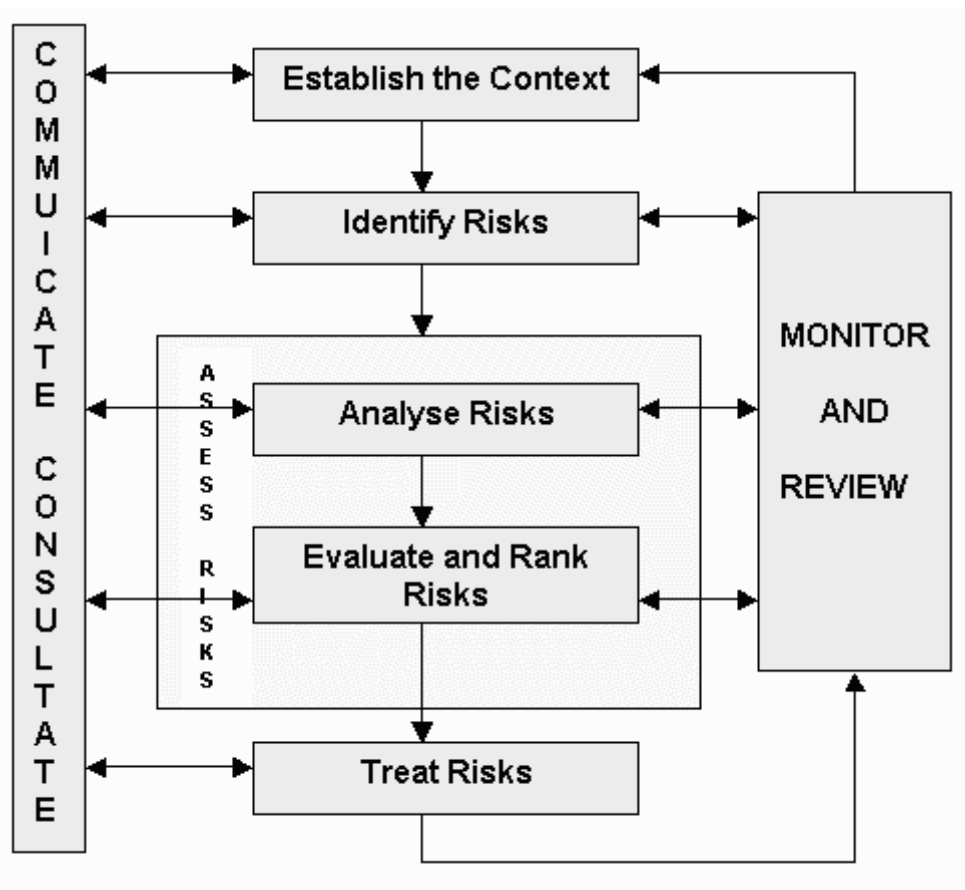 COMMUICATE CONSULTATE
Establish the Context
Identify Risks
ASSESS RISKS
Analyse Risks
Evaluate and Rank
Risks
Treat Risks
MONITOR
AND
REVIEW